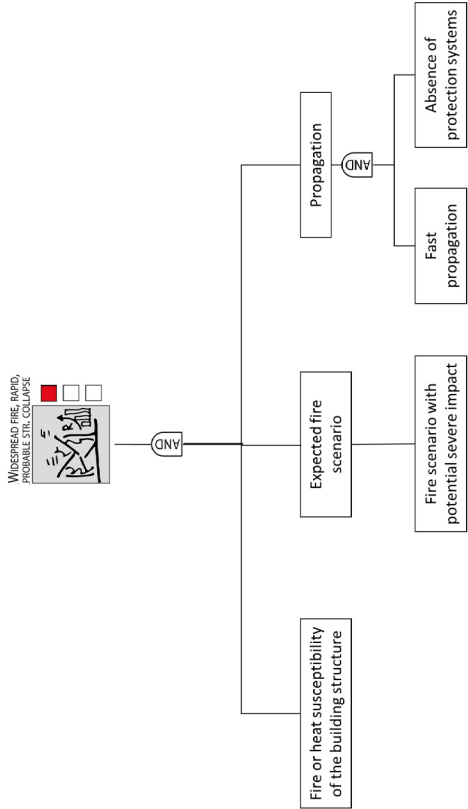 WIDESPREAD FIRE, RAPID,
PROBABLE STR. COLLAPSE
AND
Fire or heat susceptibility
of the building structure
Expected fire
scenario
Propagation
AND
Fire scenario with
potential severe impact
Fast
propagation
Absence of
protection systems